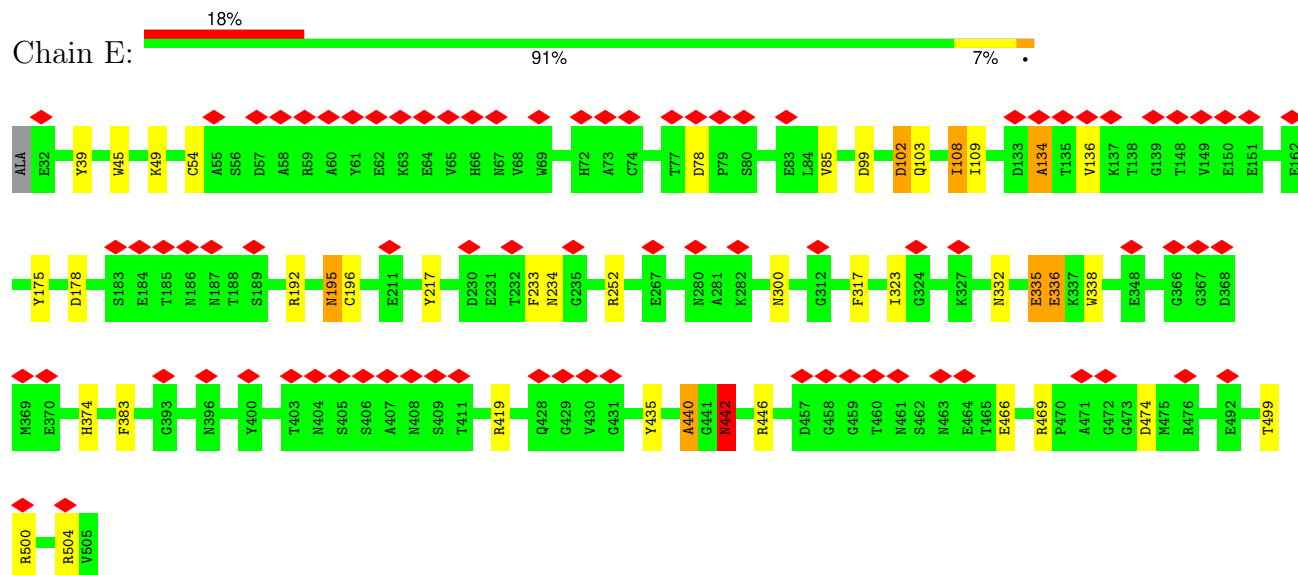 18%
Chain E:
91% 7% •
ALA E32 Y39 W45 K49 C54 A55 S56 D57 A58 R59 A60 Y61 E62 K63 E64 V65 H66 N67 V68 W69 H72 A73 C74 T77 D78 P79 S80 E83 L84 V85 D99 D102 Q103 I108 I109 D133 A134 T135 V136 K137 T138 G139 T148 V149 E150 E151 E162
Y175 D178 S183 E184 T185 N186 N187 T188 S189 R192 N195 C196 E211 Y217 D230 E231 T232 F233 N234 G235 R252 E267 N280 A281 K282 N300 G312 F317 I323 G324 K327 N332 E335 E336 K337 W338 E348 G366 G367 D368
M369 E370 H374 F383 G393 N396 Y400 T403 N404 S405 S406 A407 N408 S409 T411 R419 Q428 G429 V430 G431 Y435 A440 G441 N442 R446 D457 G458 G459 T460 N461 S462 N463 E464 T465 E466 R469 P470 A471 G472 G473 D474 M475 R476 E492 T499
R500 R504 V505